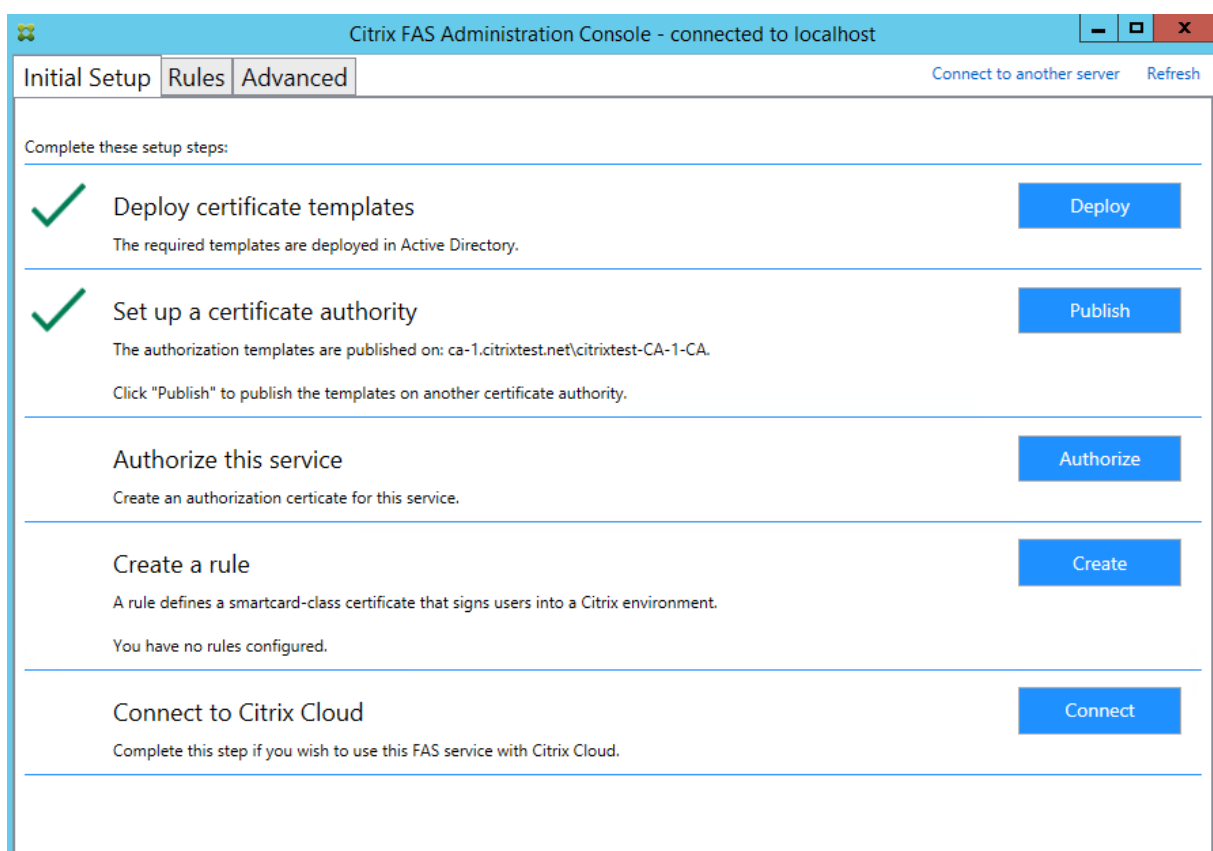 Citrix FAS Administration Console - connected to localhost
Initial Setup Rules Advanced Connect to another server Refresh
Complete these setup steps:
Deploy certificate templates Deploy
The required templates are deployed in Active Directory.
Set up a certificate authority Publish
The authorization templates are published on: ca-1.citrixtest.net\citrixtest-CA-1-CA.
Click "Publish" to publish the templates on another certificate authority.
Authorize this service Authorize
Create an authorization certicate for this service.
Create a rule Create
A rule defines a smartcard-class certificate that signs users into a Citrix environment.
You have no rules configured.
Connect to Citrix Cloud Connect
Complete this step if you wish to use this FAS service with Citrix Cloud.